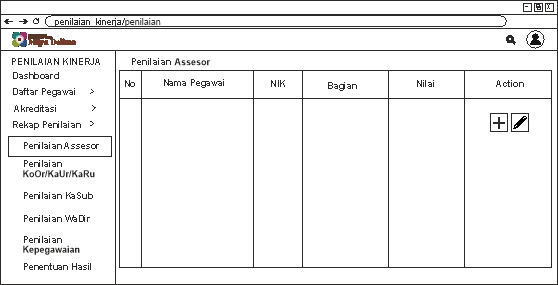 penilaian_kinerja/penilaian
PENILAIAN KINERJA
Dashboard
Daftar Pegawai >
Akreditasi >
Rekap Penilaian >
Penilaian Assesor
Penilaian
KoOr/KaUr/KaRu
Penilaian KaSub
Penilaian WaDir
Penilaian
Kepegawaian
Penentuan Hasil
Penilaian Assesor
No Nama Pegawai NIK Bagian Nilai Action